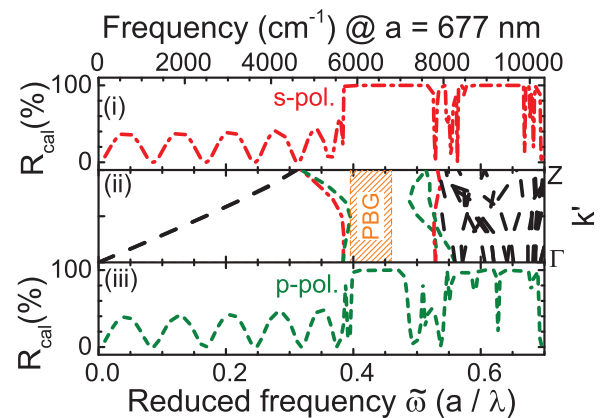 Frequency (cm⁻¹) @ a = 677 nm
0 2000 4000 6000 8000 10000
100
(i)
s-pol.
R_cal(%)
0
(ii)
PBG
Z
k'
Γ
100
(iii)
p-pol.
R_cal(%)
0
0.0 0.2 0.4 0.6
Reduced frequency ω̃ (a / λ)